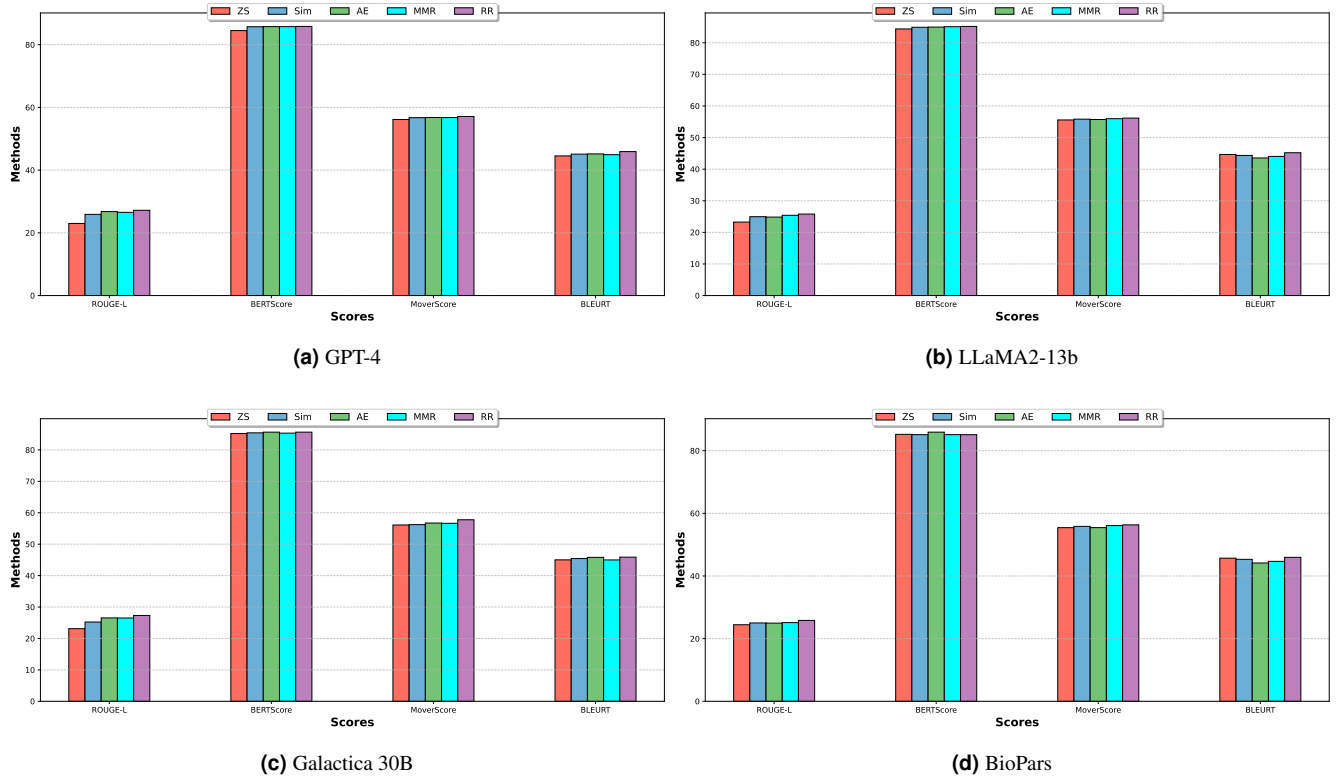 ZS Sim AE MMR RR
80
60
40
20
0
Methods
ROUGE-L BERTScore MoverScore BLEURT
Scores
(a) GPT-4
ZS Sim AE MMR RR
80
70
60
50
40
30
20
10
0
Methods
ROUGE-L BERTScore MoverScore BLEURT
Scores
(b) LLaMA2-13b
ZS Sim AE MMR RR
80
70
60
50
40
30
20
10
0
Methods
ROUGE-L BERTScore MoverScore BLEURT
Scores
(c) Galactica 30B
ZS Sim AE MMR RR
80
60
40
20
0
Methods
ROUGE-L BERTScore MoverScore BLEURT
Scores
(d) BioPars